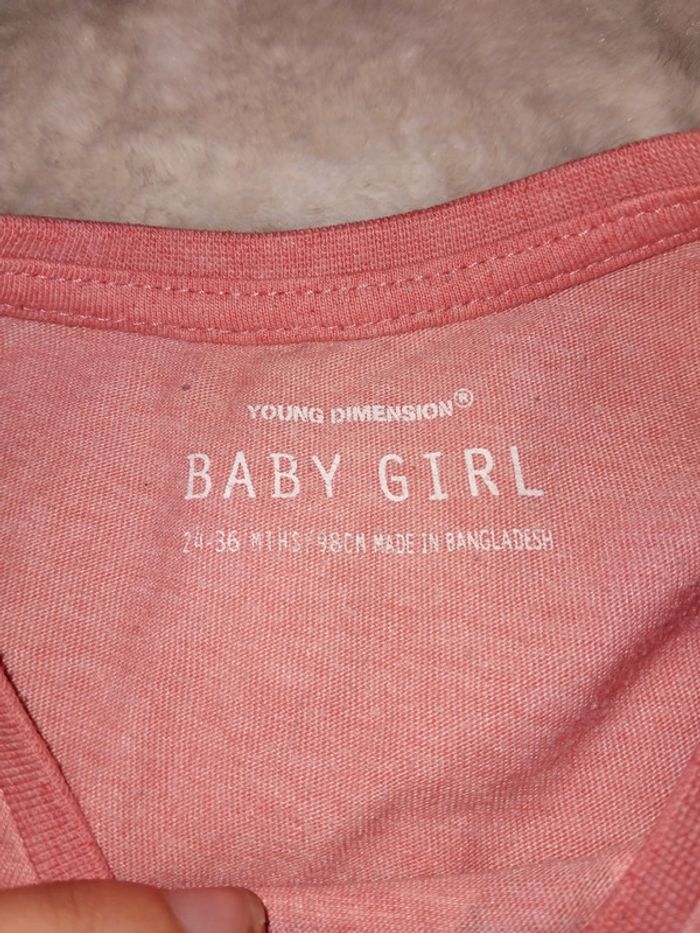 YOUNG DIMENSION®
BABY GIRL
24-36 MTHS/98CM MADE IN BANGLADESH